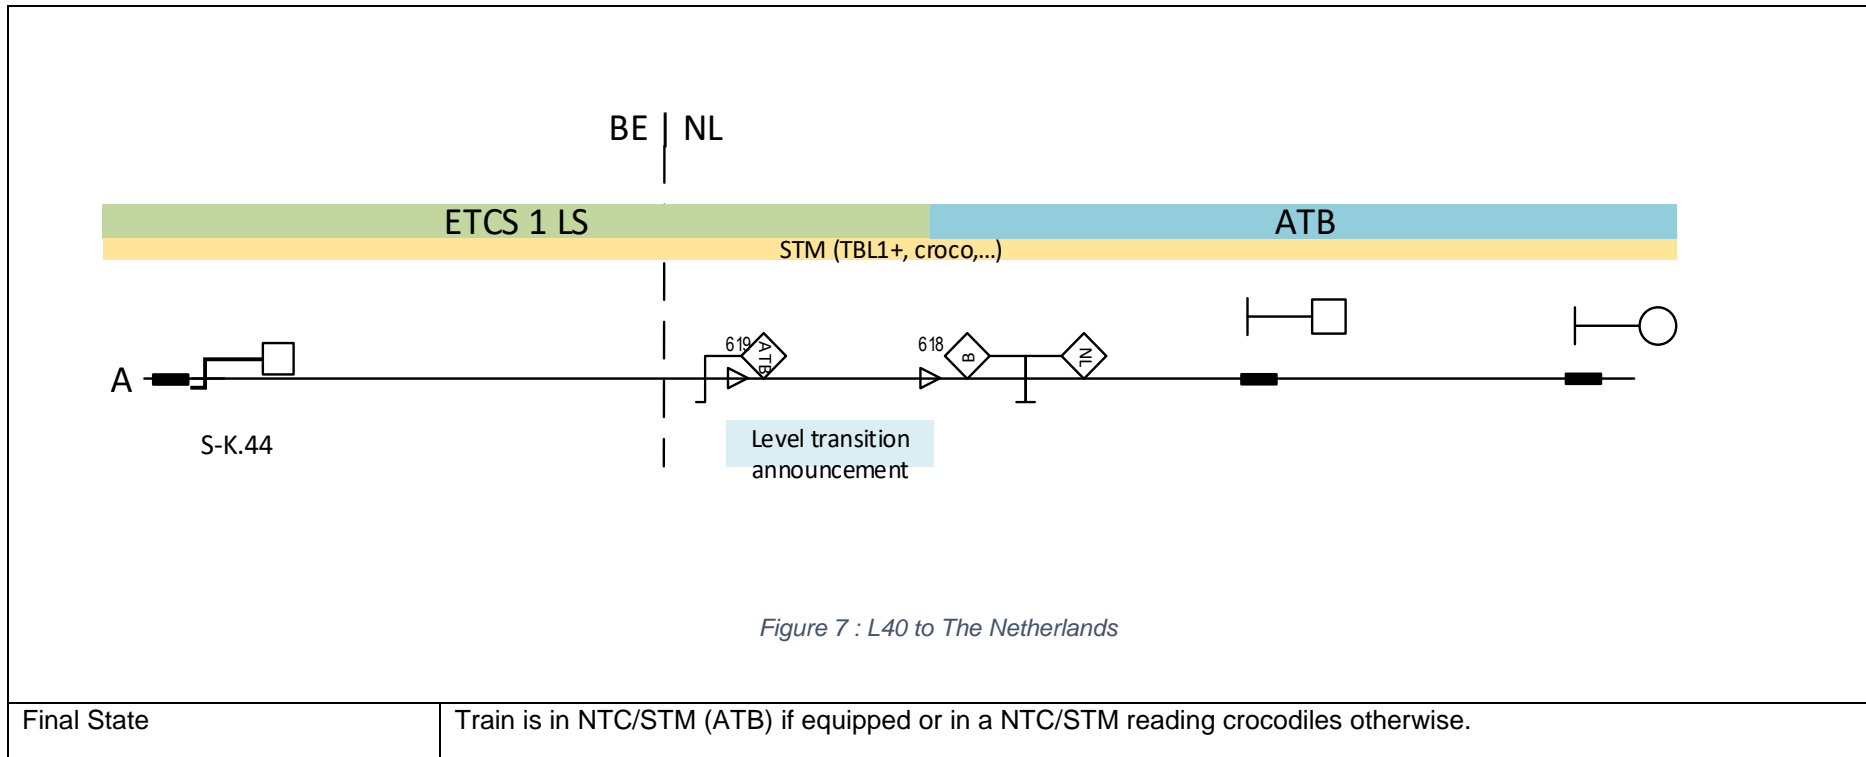 BE | NL
ETCS 1 LS
ATB
STM (TBL1+, croco,...)
619
ATB
618
B
NL
A
S-K.44
Level transition
announcement
Figure 7 : L40 to The Netherlands
Final State
Train is in NTC/STM (ATB) if equipped or in a NTC/STM reading crocodiles otherwise.